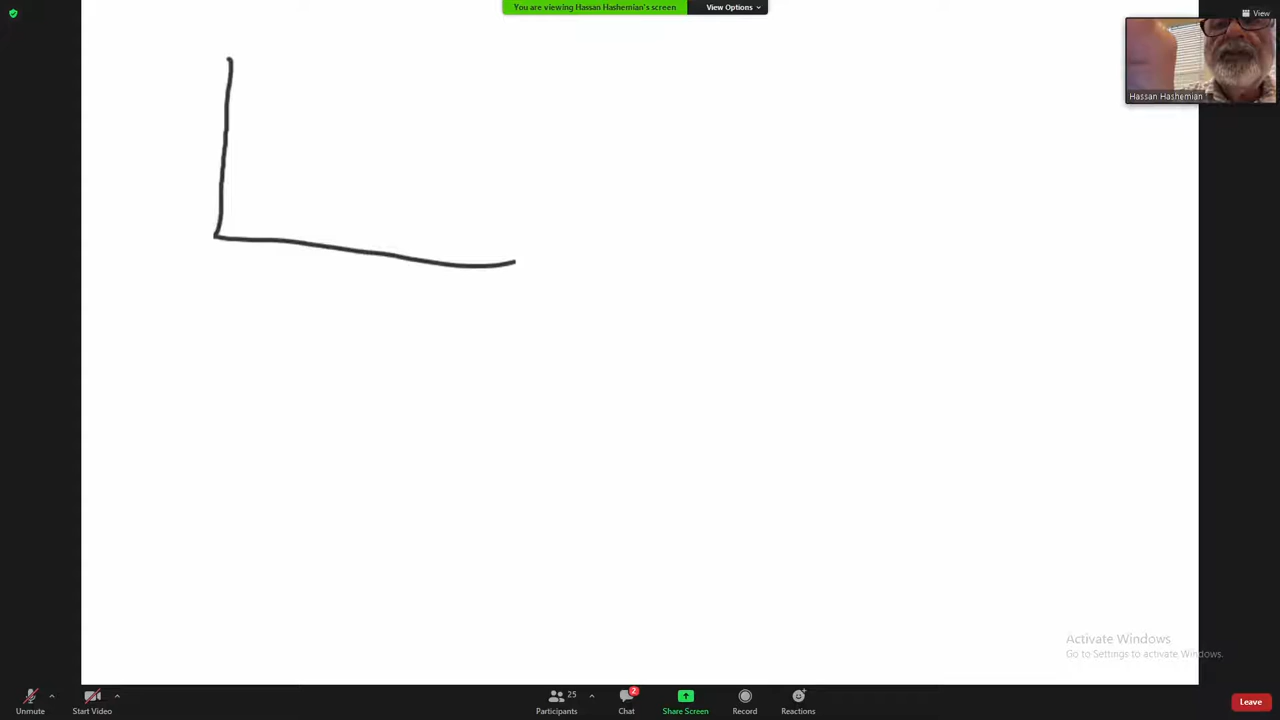 You are viewing Hassan Hashemian's screen
View Options
View
Hassan Hashemian
Activate Windows
Go to Settings to activate Windows.
Unmute
Start Video
25
Participants
2
Chat
Share Screen
Record
Reactions
Leave